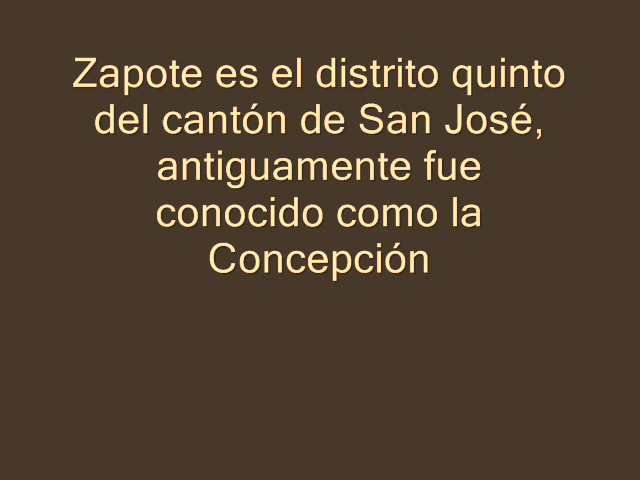 Zapote es el distrito quinto
del cantón de San José,
antiguamente fue
conocido como la
Concepción